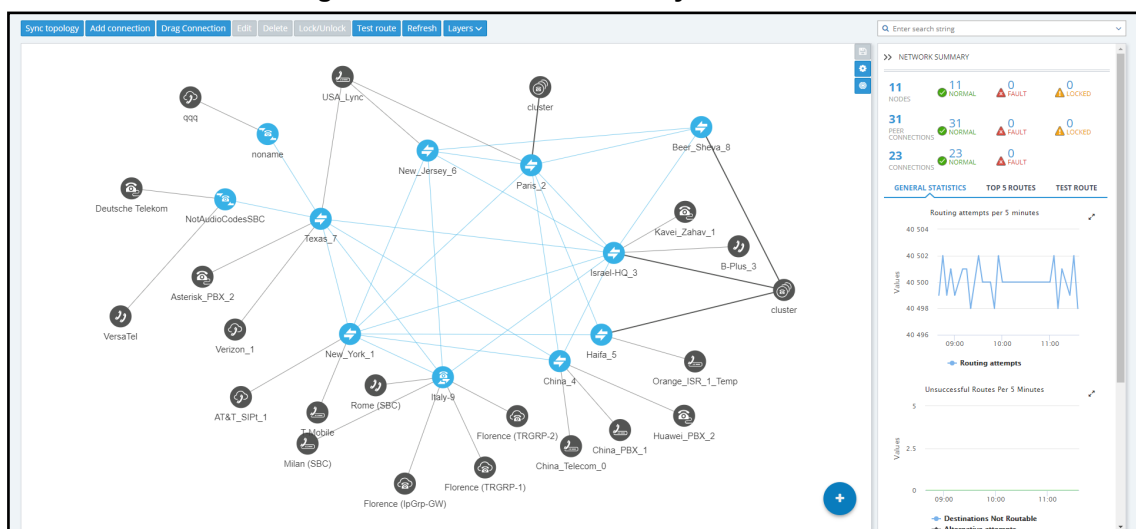 Sync topology Add connection Drag Connection Edit Delete Lock/Unlock Test route Refresh Layers
Enter search string
NETWORK SUMMARY
11 NODES 11 NORMAL 0 FAULT 0 LOCKED
31 PEER CONNECTIONS 31 NORMAL 0 FAULT 0 LOCKED
23 CONNECTIONS 23 NORMAL 0 FAULT
GENERAL STATISTICS TOP 5 ROUTES TEST ROUTE
Routing attempts per 5 minutes
40 504
40 502
40 500
40 498
40 496
Values
09:00 10:00 11:00
Routing attempts
Unsuccessful Routes Per 5 Minutes
5
2.5
0
Values
09:00 10:00 11:00
Destinations Not Routable
Alternative attempts
USA_Lync
cluster
qqq
noname
Beer_Sheva_8
New_Jersey_6
Paris_2
Deutsche Telekom
NotAudioCodesSBC
Texas_7
Kavei_Zahav_1
B-Plus_3
Israel-HQ_3
Asterisk_PBX_2
cluster
VersaTel
Verizon_1
New_York_1
Haifa_5
China_4
Orange_ISR_1_Temp
Italy-9
Rome (SBC)
AT&T_SIPt_1
T-Mobile
Milan (SBC)
Florence (TRGRP-2)
Huawei_PBX_2
China_PBX_1
China_Telecom_0
Florence (TRGRP-1)
Florence (IpGrp-GW)
+